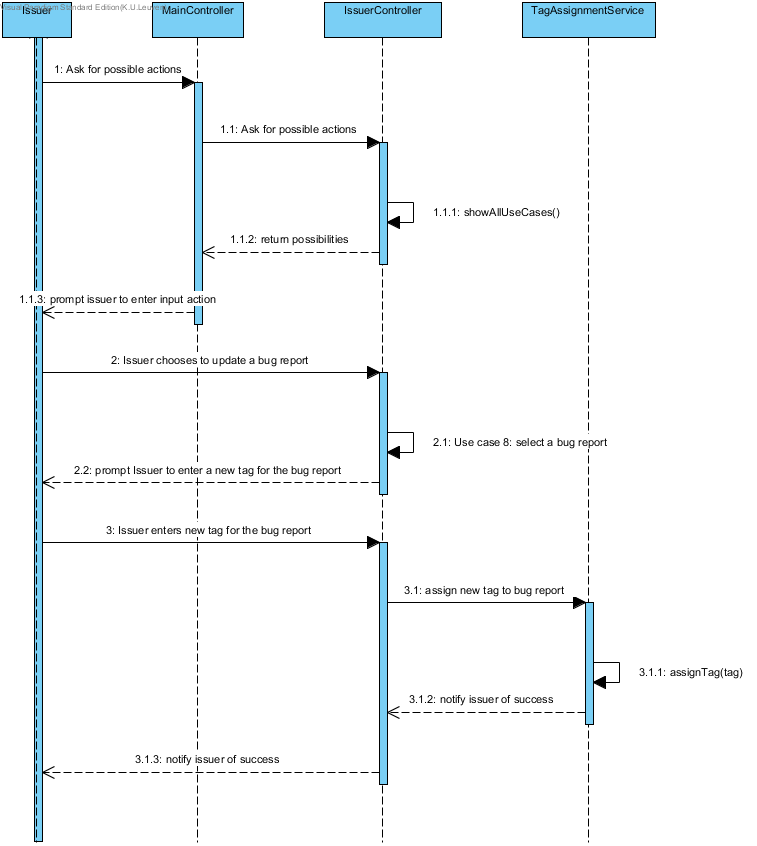 Visual Paradigm Standard Edition(K.U.Leuven)
Issuer
MainController
IssuerController
TagAssignmentService
1: Ask for possible actions
1.1: Ask for possible actions
1.1.1: showAllUseCases()
1.1.2: return possibilities
1.1.3: prompt issuer to enter input action
2: Issuer chooses to update a bug report
2.1: Use case 8: select a bug report
2.2: prompt Issuer to enter a new tag for the bug report
3: Issuer enters new tag for the bug report
3.1: assign new tag to bug report
3.1.1: assignTag(tag)
3.1.2: notify issuer of success
3.1.3: notify issuer of success